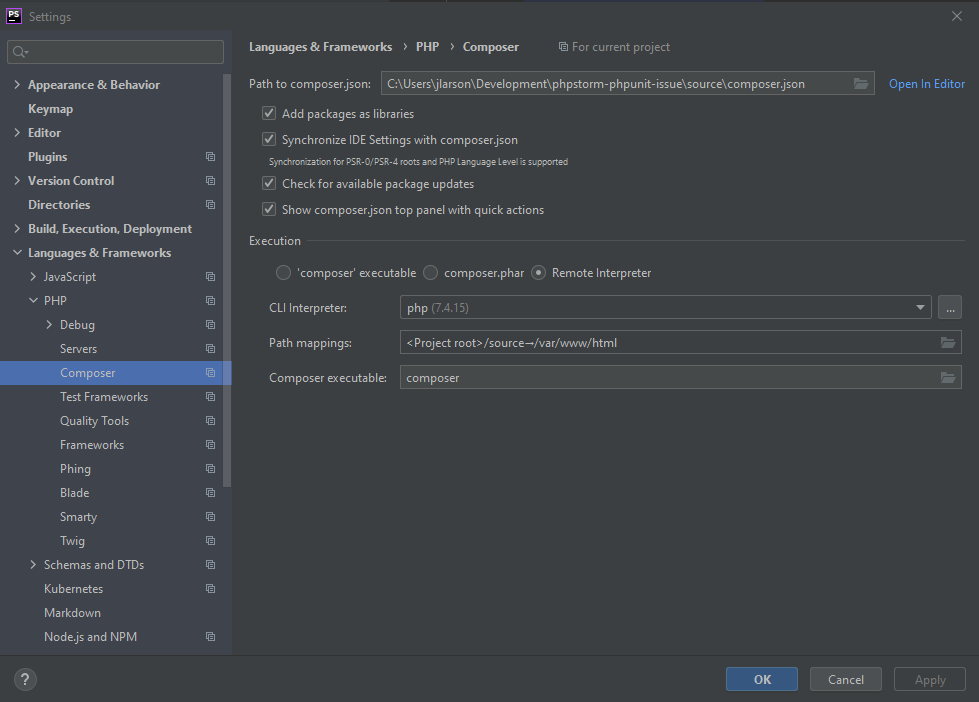 PS Settings
Appearance & Behavior
Keymap
Editor
Plugins
Version Control
Directories
Build, Execution, Deployment
Languages & Frameworks
JavaScript
PHP
Debug
Servers
Composer
Test Frameworks
Quality Tools
Frameworks
Phing
Blade
Smarty
Twig
Schemas and DTDs
Kubernetes
Markdown
Node.js and NPM
Languages & Frameworks › PHP › Composer For current project
Path to composer.json: C:\Users\jlarson\Development\phpstorm-phpunit-issue\source\composer.json Open In Editor
Add packages as libraries
Synchronize IDE Settings with composer.json
Synchronization for PSR-0/PSR-4 roots and PHP Language Level is supported
Check for available package updates
Show composer.json top panel with quick actions
Execution
'composer' executable composer.phar Remote Interpreter
CLI Interpreter: php (7.4.15) ...
Path mappings: <Project root>/source→/var/www/html
Composer executable: composer
? OK Cancel Apply